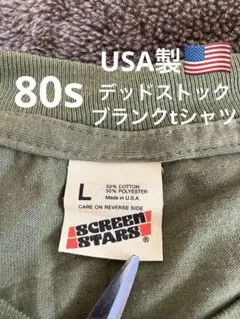 USA製🇺🇸
80s デッドストック
ブランクtシャツ
L
50% COTTON
50% POLYESTER
Made in U.S.A.
CARE ON REVERSE SIDE
SCREEN
STARS®